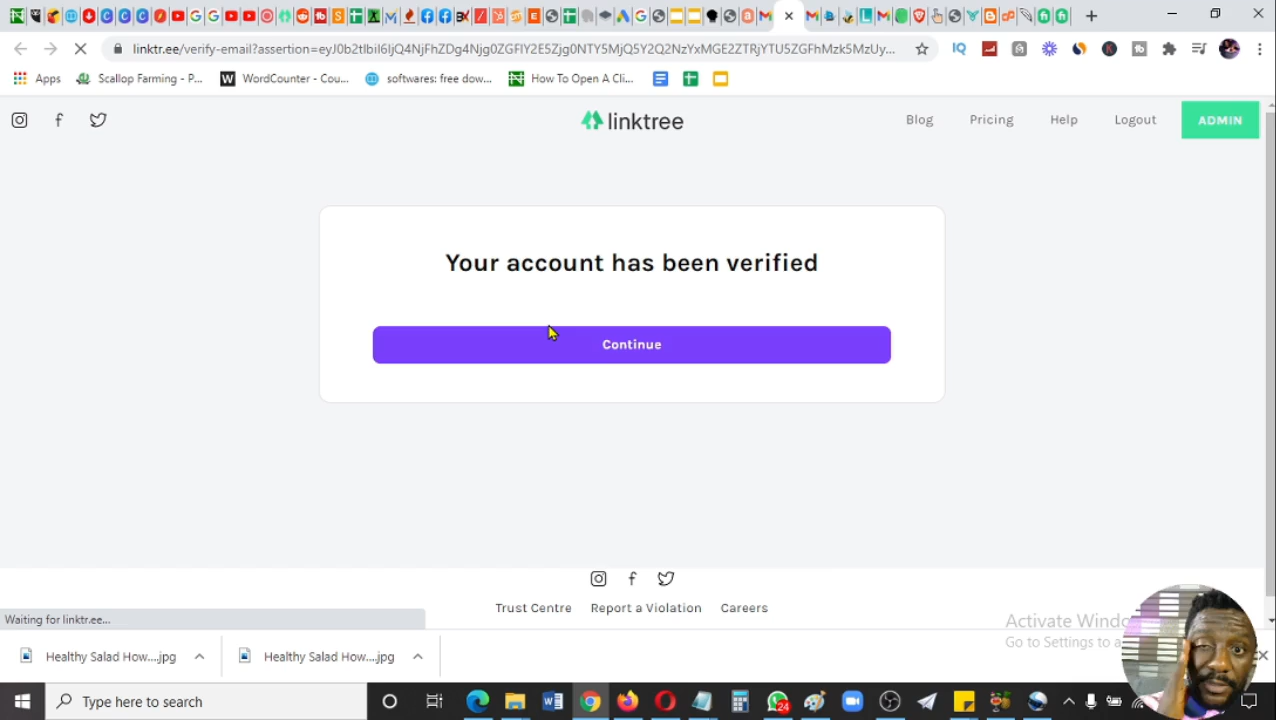 linktr.ee/verify-email?assertion=eyJ0b2tlbiI6IjQ4NjFhZDg4Njg0ZGFlY2E5Zjg0NTY5MjQ5Y2Q2NzYxMGE2ZTRjYTU5ZGFhMzk5MzUy...
Apps
Scallop Farming - P...
WordCounter - Cou...
softwares: free dow...
How To Open A Cli...
linktree
Blog
Pricing
Help
Logout
ADMIN
Your account has been verified
Continue
Trust Centre
Report a Violation
Careers
Waiting for linktr.ee...
Activate Windo
Go to Settings to a
Healthy Salad How....jpg
Healthy Salad How....jpg
Type here to search
24